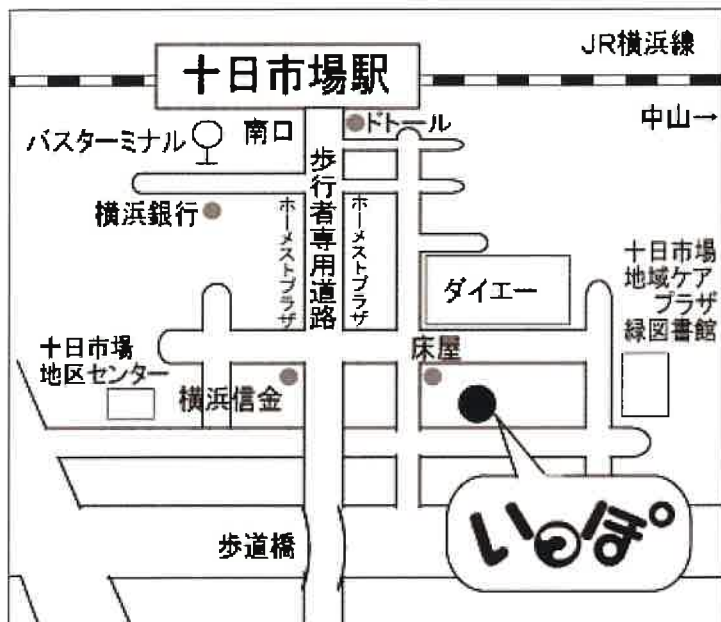 JR横浜線
十日市場駅
中山→
ドトール
南口
バスターミナル
歩行者専用道路
横浜銀行
ホーメストプラザ
ホーメストプラザ
十日市場
地域ケア
プラザ
緑図書館
ダイエー
十日市場
地区センター
床屋
横浜信金
いっぽ
歩道橋